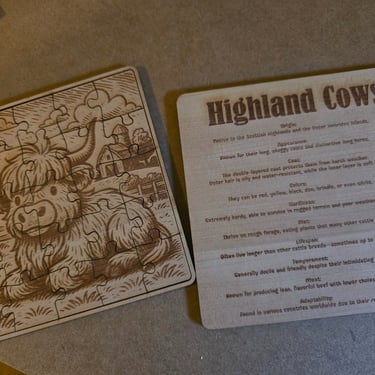 Highland Cows
Origin:
Native to the Scottish Highlands and the Outer Hebrides islands.
Appearance:
Known for their long, shaggy coats and distinctive long horns.
Coat:
The double-layered coat protects them from harsh weather.
Outer hair is oily and water-resistant, while the inner layer is soft
Colors:
They can be red, yellow, black, dun, brindle, or even white.
Hardiness:
Extremely hardy, able to survive in rugged terrain and poor weather
Diet:
Thrive on rough forage, eating plants that many other cattle
Lifespan:
Often live longer than other cattle breeds—sometimes up to
Temperament:
Generally docile and friendly despite their intimidating
Meat:
Known for producing lean, flavorful beef with lower choles
Adaptability:
Found in various countries worldwide due to their